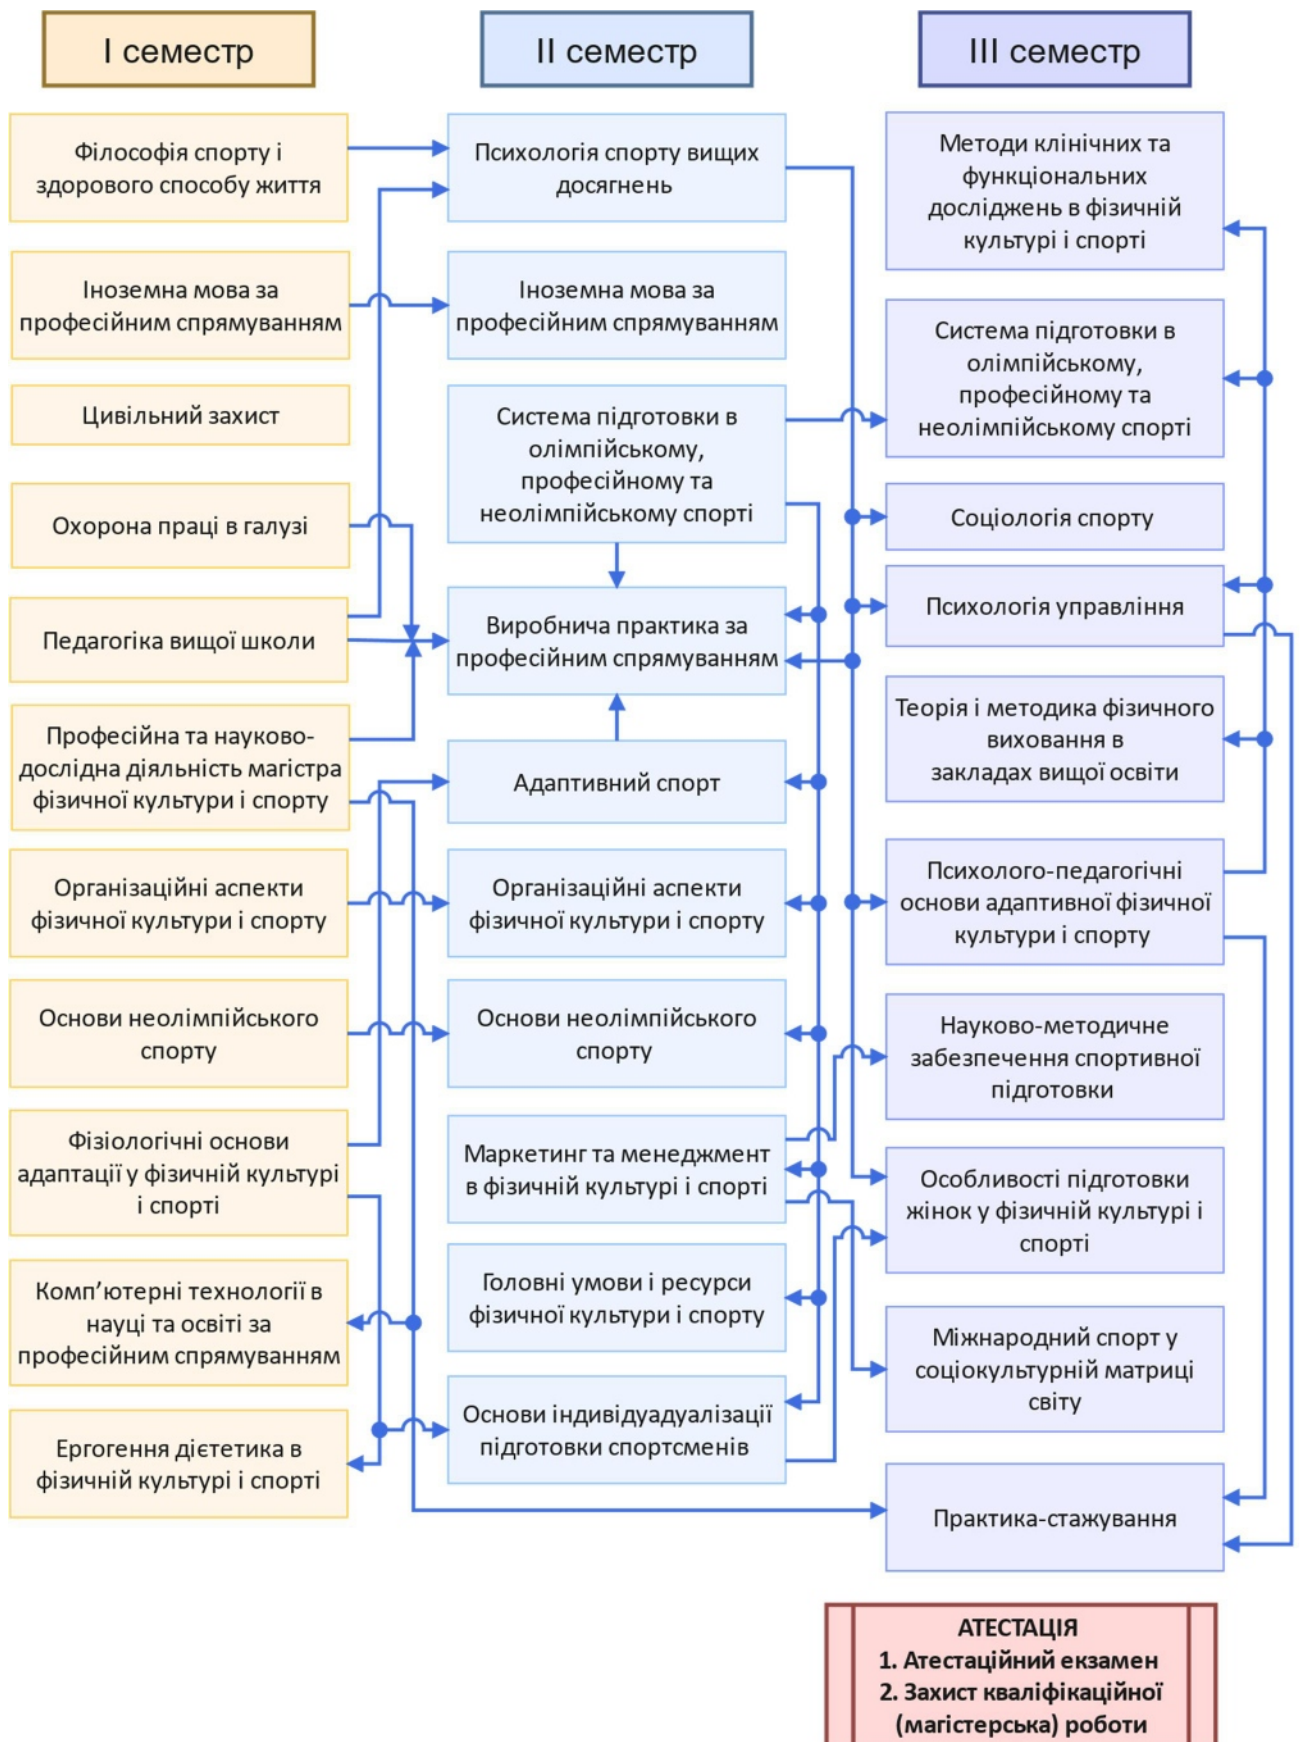 І семестр
ІІ семестр
ІІІ семестр
Філософія спорту і
здорового способу життя
Іноземна мова за
професійним спрямуванням
Цивільний захист
Охорона праці в галузі
Педагогіка вищої школи
Професійна та науково-
дослідна діяльність магістра
фізичної культури і спорту
Організаційні аспекти
фізичної культури і спорту
Основи неолімпійського
спорту
Фізіологічні основи
адаптації у фізичній культурі
і спорті
Комп’ютерні технології в
науці та освіті за
професійним спрямуванням
Ергогення дієтетика в
фізичній культурі і спорті
Психологія спорту вищих
досягнень
Іноземна мова за
професійним спрямуванням
Система підготовки в
олімпійському,
професійному та
неолімпійському спорті
Виробнича практика за
професійним спрямуванням
Адаптивний спорт
Організаційні аспекти
фізичної культури і спорту
Основи неолімпійського
спорту
Маркетинг та менеджмент
в фізичній культурі і спорті
Головні умови і ресурси
фізичної культури і спорту
Основи індивідуадуалізації
підготовки спортсменів
Методи клінічних та
функціональних
досліджень в фізичній
культурі і спорті
Система підготовки в
олімпійському,
професійному та
неолімпійському спорті
Соціологія спорту
Психологія управління
Теорія і методика фізичного
виховання в
закладах вищої освіти
Психолого-педагогічні
основи адаптивної фізичної
культури і спорту
Науково-методичне
забезпечення спортивної
підготовки
Особливості підготовки
жінок у фізичній культурі і
спорті
Міжнародний спорт у
соціокультурній матриці
світу
Практика-стажування
АТЕСТАЦІЯ
1. Атестаційний екзамен
2. Захист кваліфікаційної
(магістерська) роботи